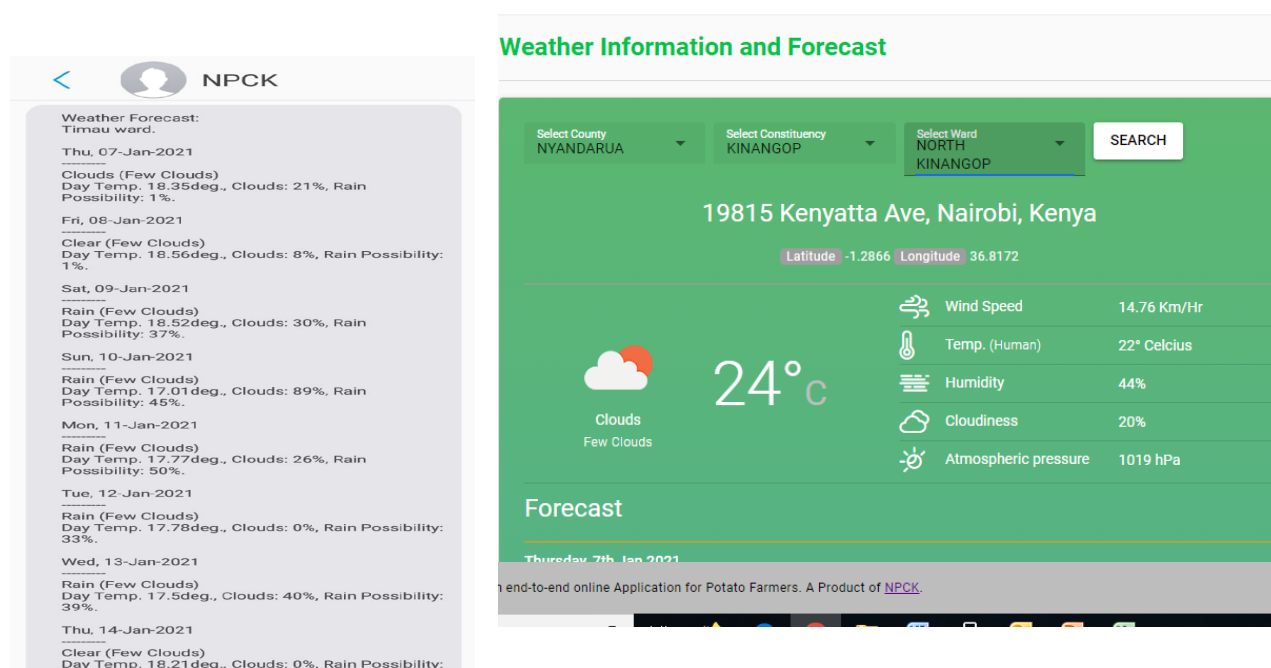 NPCK
Weather Forecast:
Timau ward.
Thu, 07-Jan-2021
---------
Clouds (Few Clouds)
Day Temp. 18.35deg., Clouds: 21%, Rain
Possibility: 1%.
Fri, 08-Jan-2021
---------
Clear (Few Clouds)
Day Temp. 18.56deg., Clouds: 8%, Rain Possibility:
1%.
Sat, 09-Jan-2021
---------
Rain (Few Clouds)
Day Temp. 18.52deg., Clouds: 30%, Rain
Possibility: 37%.
Sun, 10-Jan-2021
---------
Rain (Few Clouds)
Day Temp. 17.01deg., Clouds: 89%, Rain
Possibility: 45%.
Mon, 11-Jan-2021
---------
Rain (Few Clouds)
Day Temp. 17.77deg., Clouds: 26%, Rain
Possibility: 50%.
Tue, 12-Jan-2021
---------
Rain (Few Clouds)
Day Temp. 17.78deg., Clouds: 0%, Rain Possibility:
33%.
Wed, 13-Jan-2021
---------
Rain (Few Clouds)
Day Temp. 17.5deg., Clouds: 40%, Rain Possibility:
39%.
Thu, 14-Jan-2021
---------
Clear (Few Clouds)
Day Temp. 18.21deg., Clouds: 0%, Rain Possibility:
Weather Information and Forecast
Select County
NYANDARUA
Select Constituency
KINANGOP
Select Ward
NORTH
KINANGOP
SEARCH
19815 Kenyatta Ave, Nairobi, Kenya
Latitude -1.2866 Longitude 36.8172
24°C
Clouds
Few Clouds
Wind Speed 14.76 Km/Hr
Temp. (Human) 22° Celcius
Humidity 44%
Cloudiness 20%
Atmospheric pressure 1019 hPa
Forecast
Thursday 7th Jan 2021
end-to-end online Application for Potato Farmers. A Product of NPCK.